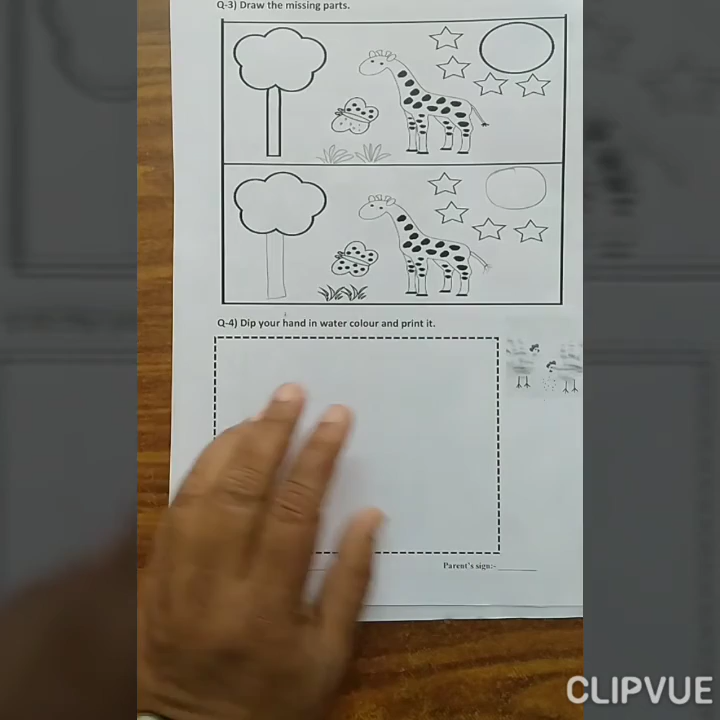 Q-3) Draw the missing parts.
Q-4) Dip your hand in water colour and print it.
Parent's sign:-
CLIPVUE